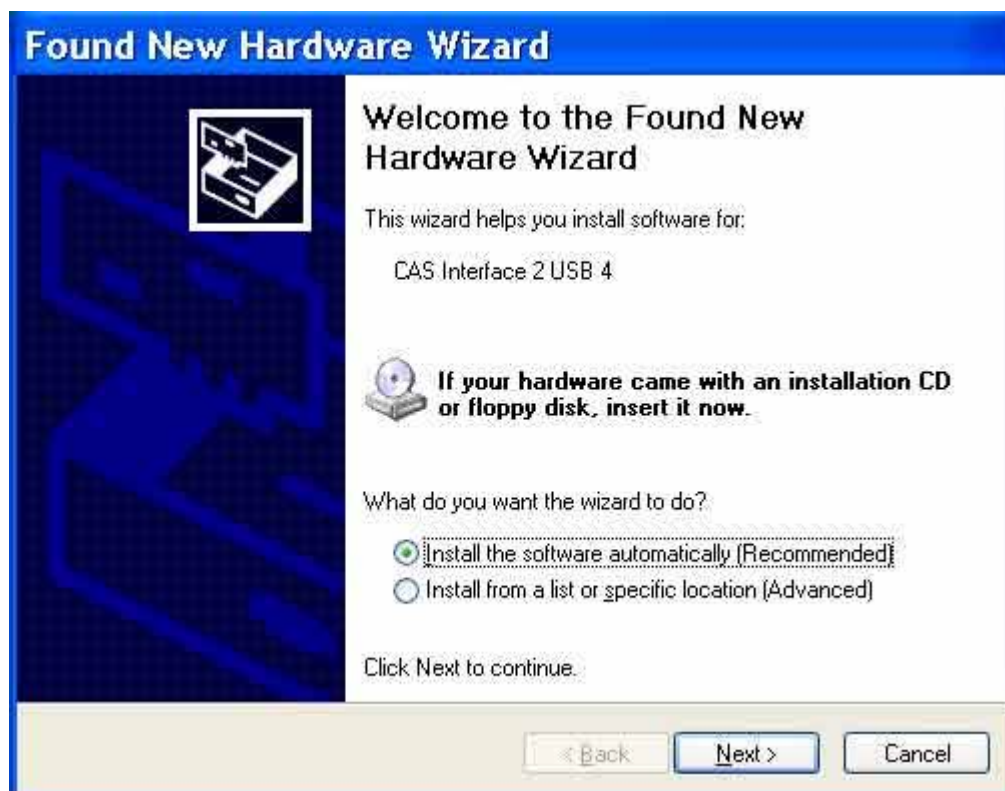 Found New Hardware Wizard
Welcome to the Found New
Hardware Wizard
This wizard helps you install software for:
CAS Interface 2 USB 4
If your hardware came with an installation CD
or floppy disk, insert it now.
What do you want the wizard to do?
Install the software automatically (Recommended)
Install from a list or specific location (Advanced)
Click Next to continue.
< Back Next > Cancel